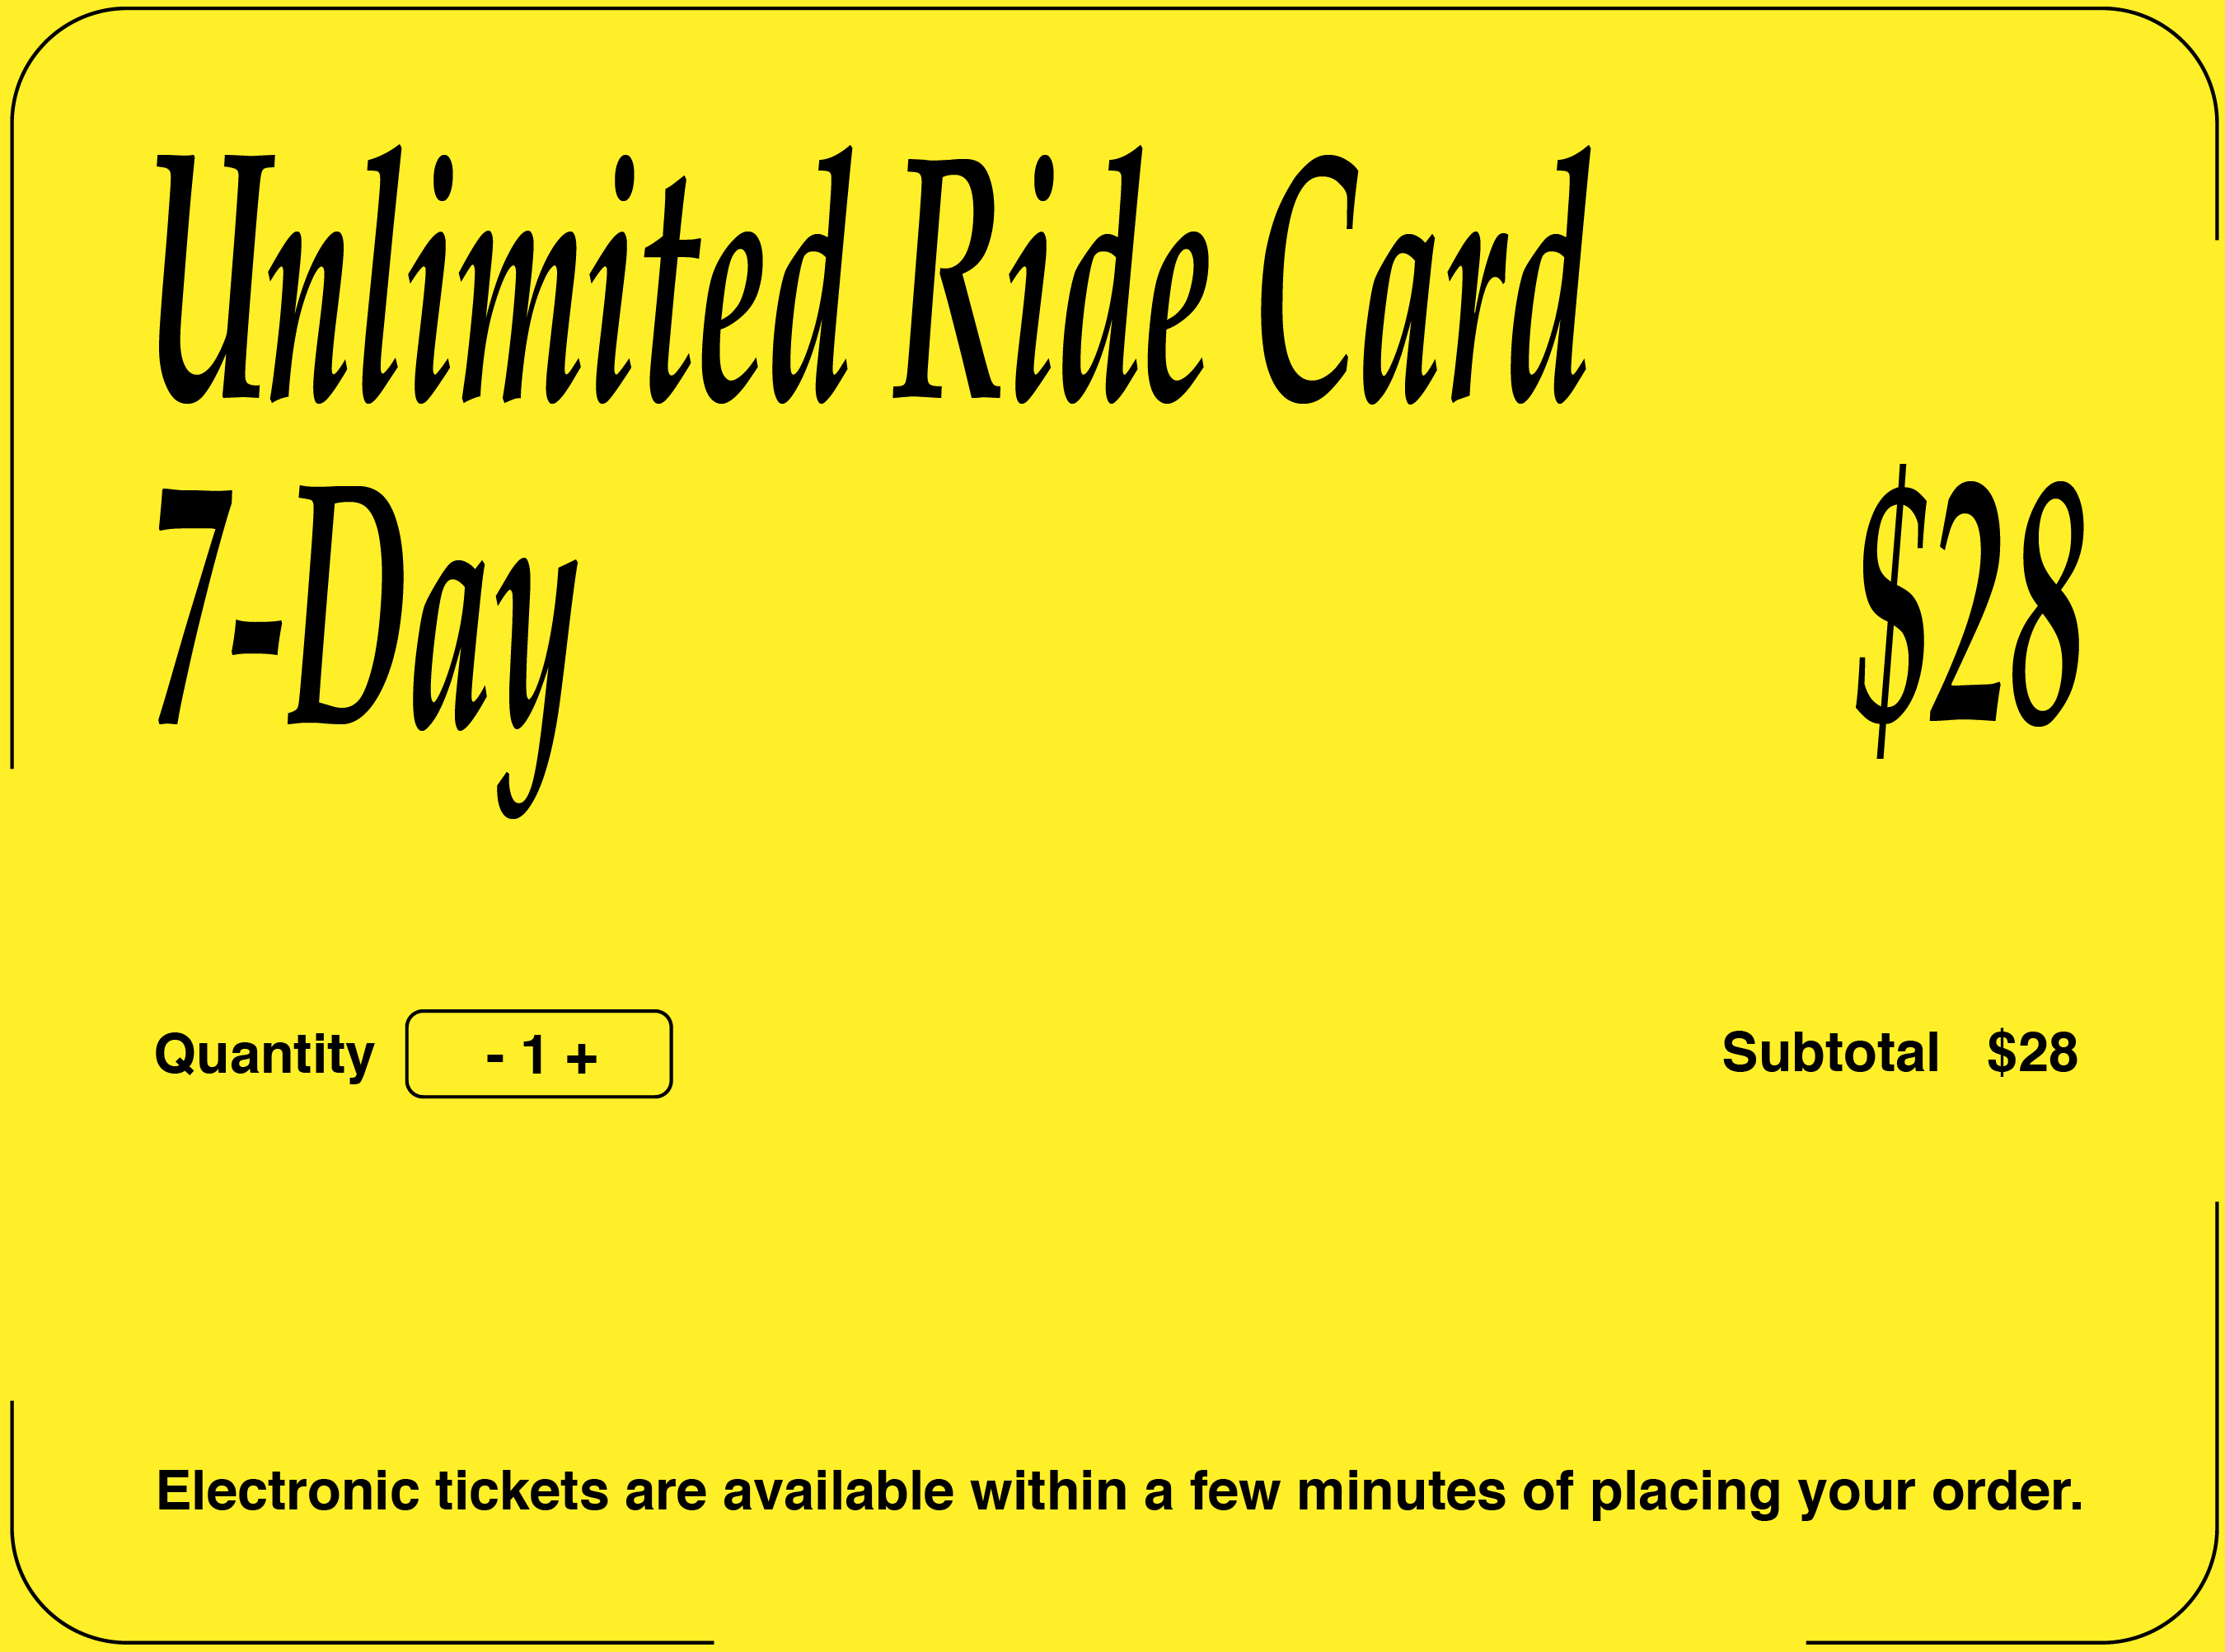 Unlimited Ride Card
7-Day $28
Quantity - 1 + Subtotal $28
Electronic tickets are available within a few minutes of placing your order.